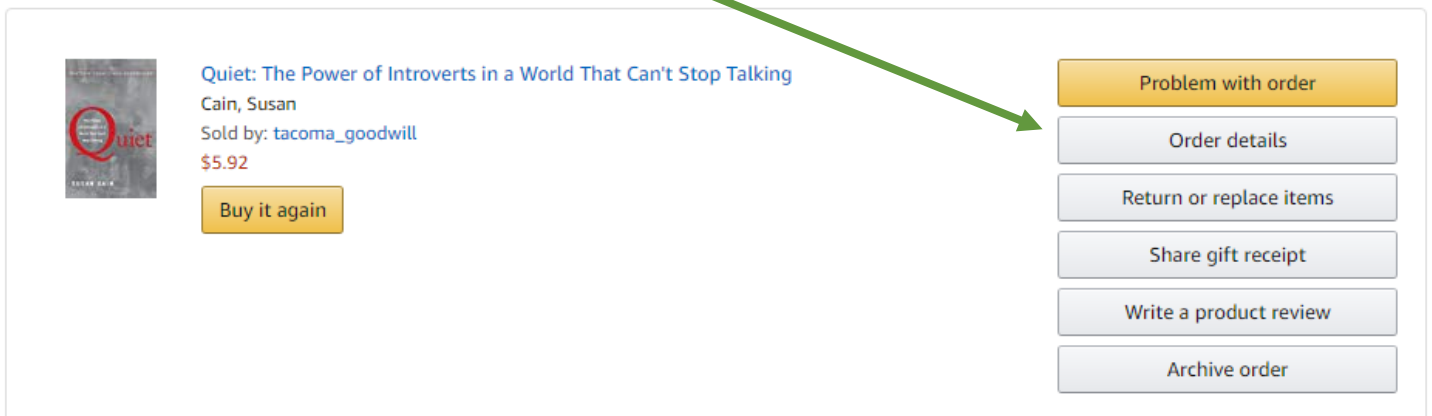 Quiet: The Power of Introverts in a World That Can't Stop Talking
Cain, Susan
Sold by: tacoma_goodwill
$5.92
Buy it again
Quiet
SUSAN CAIN
Problem with order
Order details
Return or replace items
Share gift receipt
Write a product review
Archive order